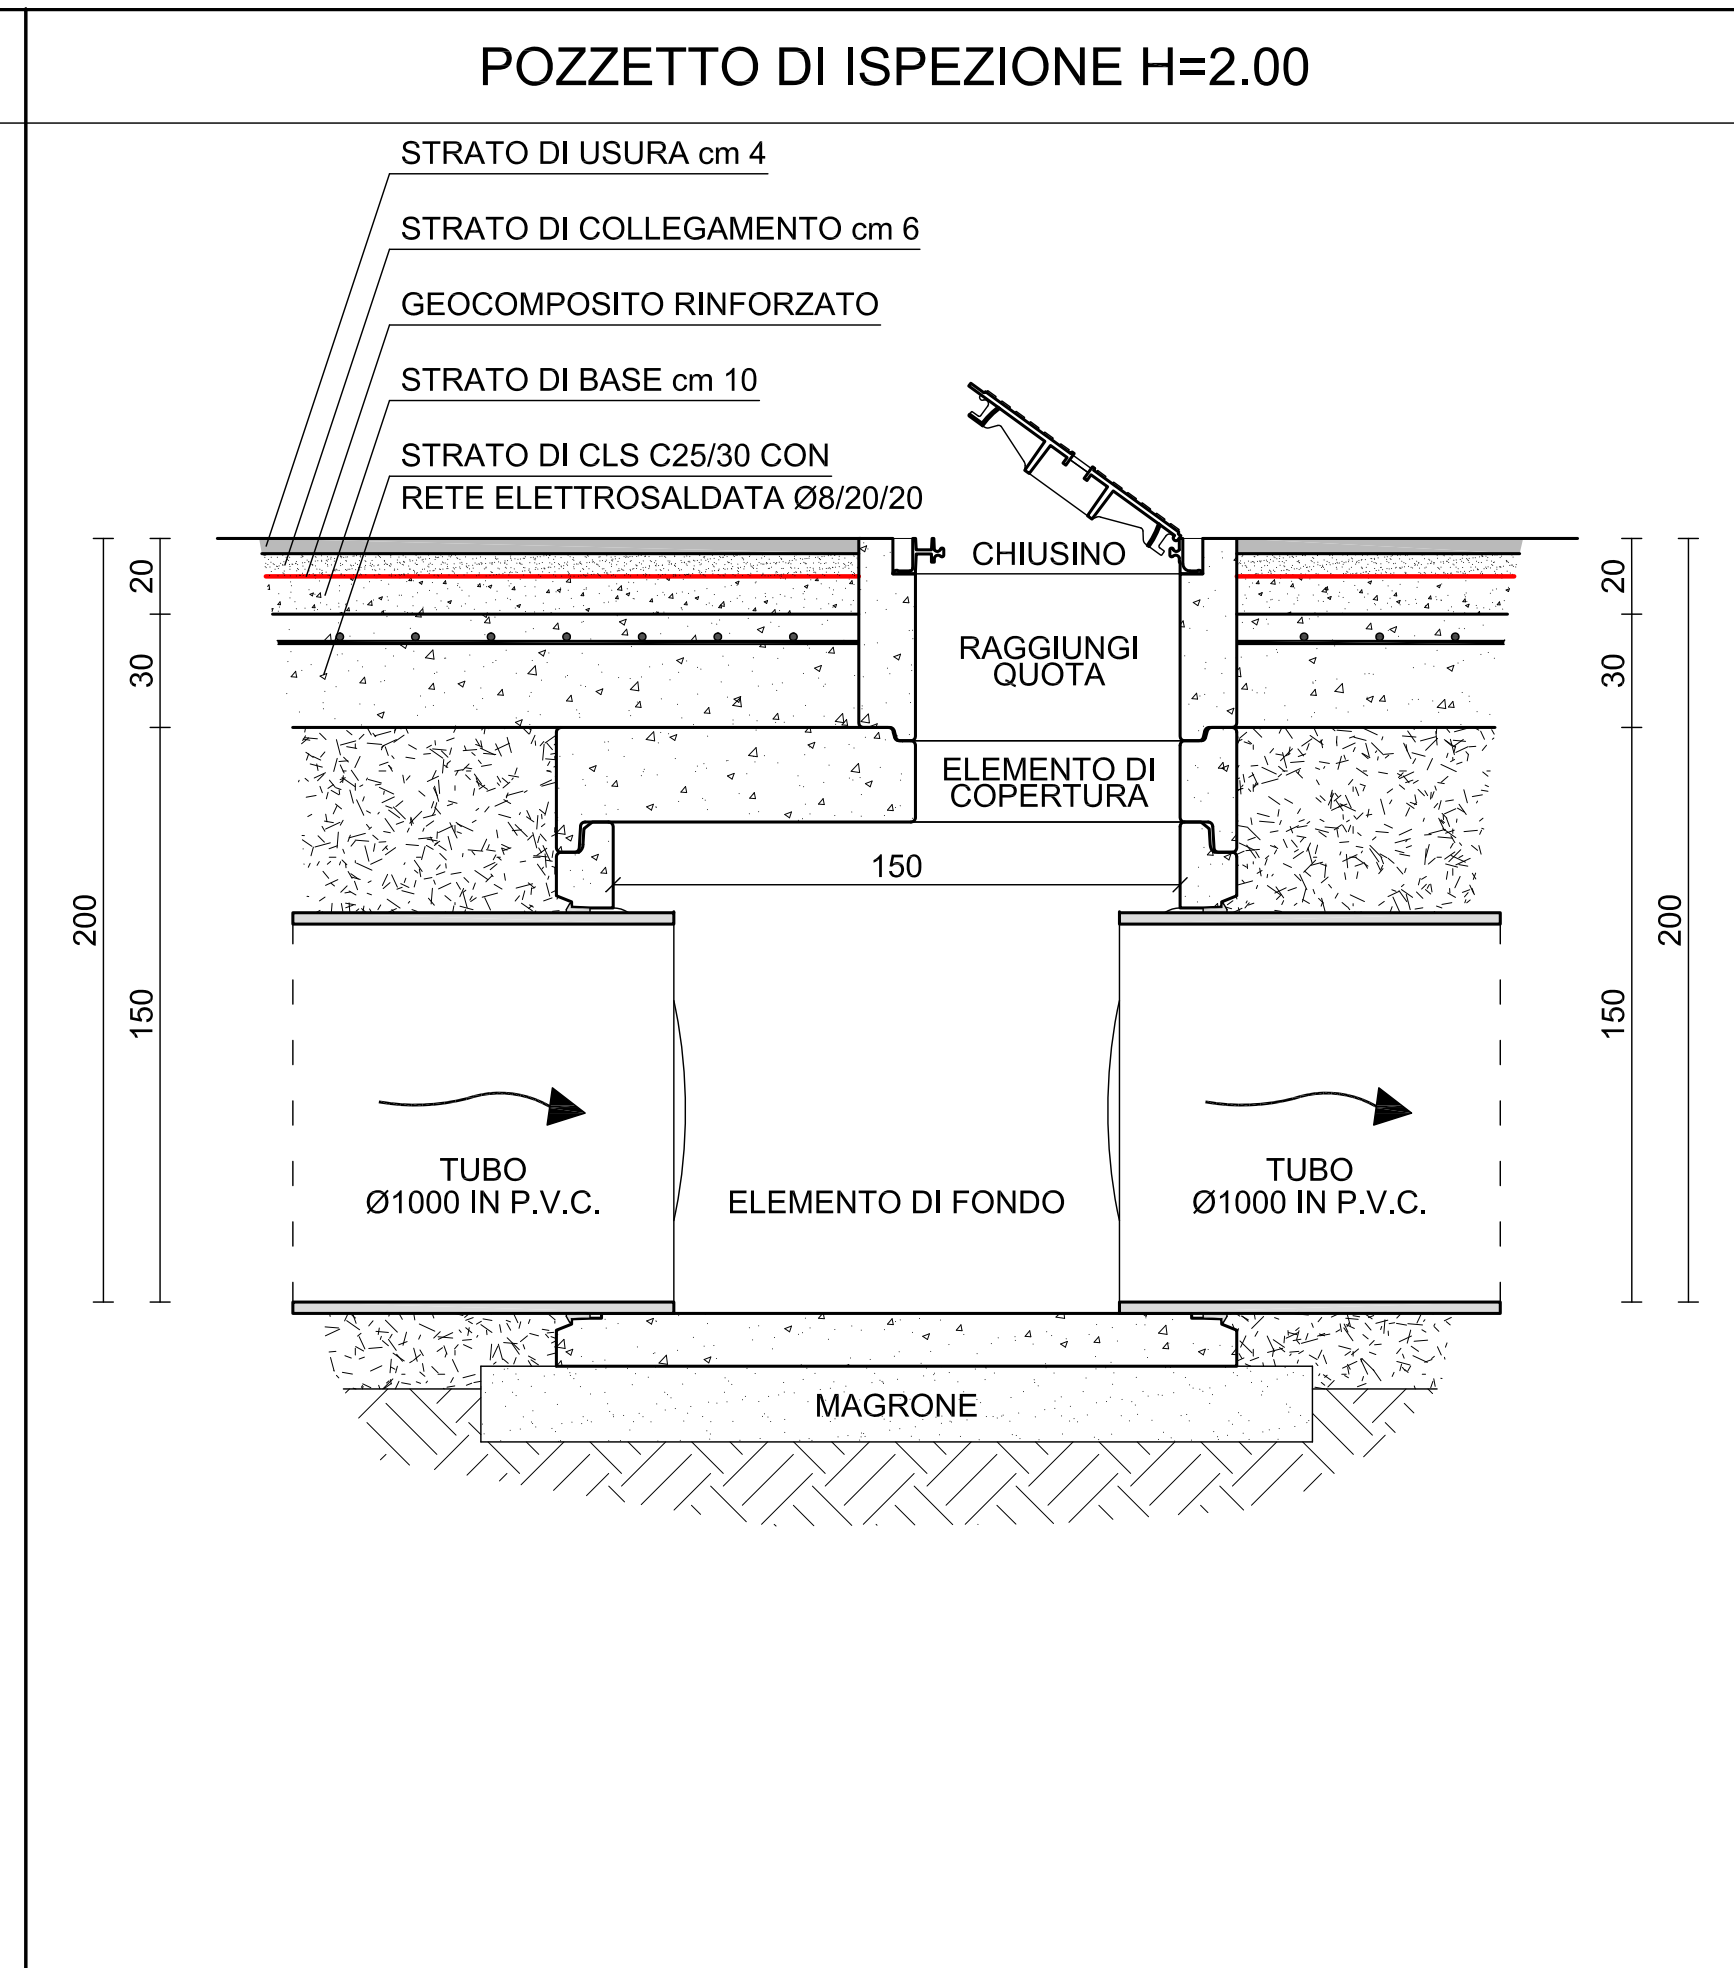 POZZETTO DI ISPEZIONE H=2.00
STRATO DI USURA cm 4
STRATO DI COLLEGAMENTO cm 6
GEOCOMPOSITO RINFORZATO
STRATO DI BASE cm 10
STRATO DI CLS C25/30 CON
RETE ELETTROSALDATA Ø8/20/20
CHIUSINO
20
20
RAGGIUNGI
QUOTA
30
30
ELEMENTO DI
COPERTURA
150
200
200
150
150
TUBO
Ø1000 IN P.V.C.
ELEMENTO DI FONDO
TUBO
Ø1000 IN P.V.C.
MAGRONE